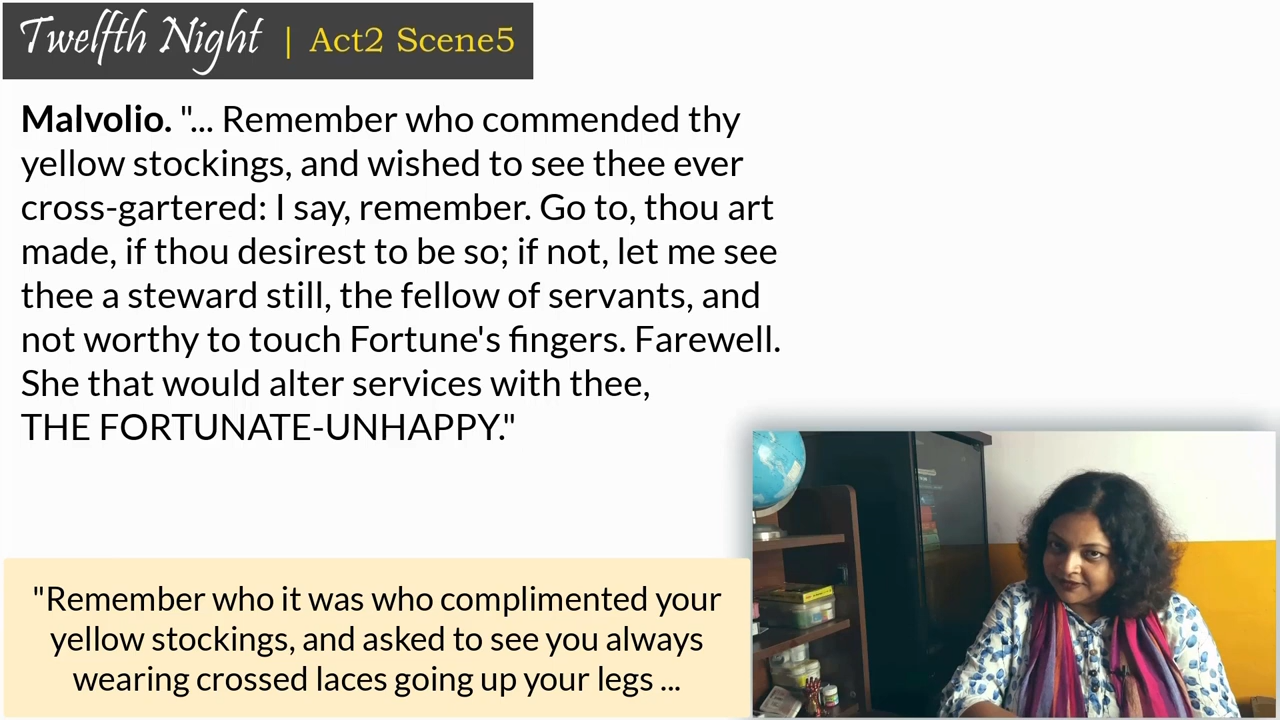 Twelfth Night | Act2 Scene5
Malvolio. "... Remember who commended thy
yellow stockings, and wished to see thee ever
cross-gartered: I say, remember. Go to, thou art
made, if thou desirest to be so; if not, let me see
thee a steward still, the fellow of servants, and
not worthy to touch Fortune's fingers. Farewell.
She that would alter services with thee,
THE FORTUNATE-UNHAPPY."
"Remember who it was who complimented your
yellow stockings, and asked to see you always
wearing crossed laces going up your legs ...